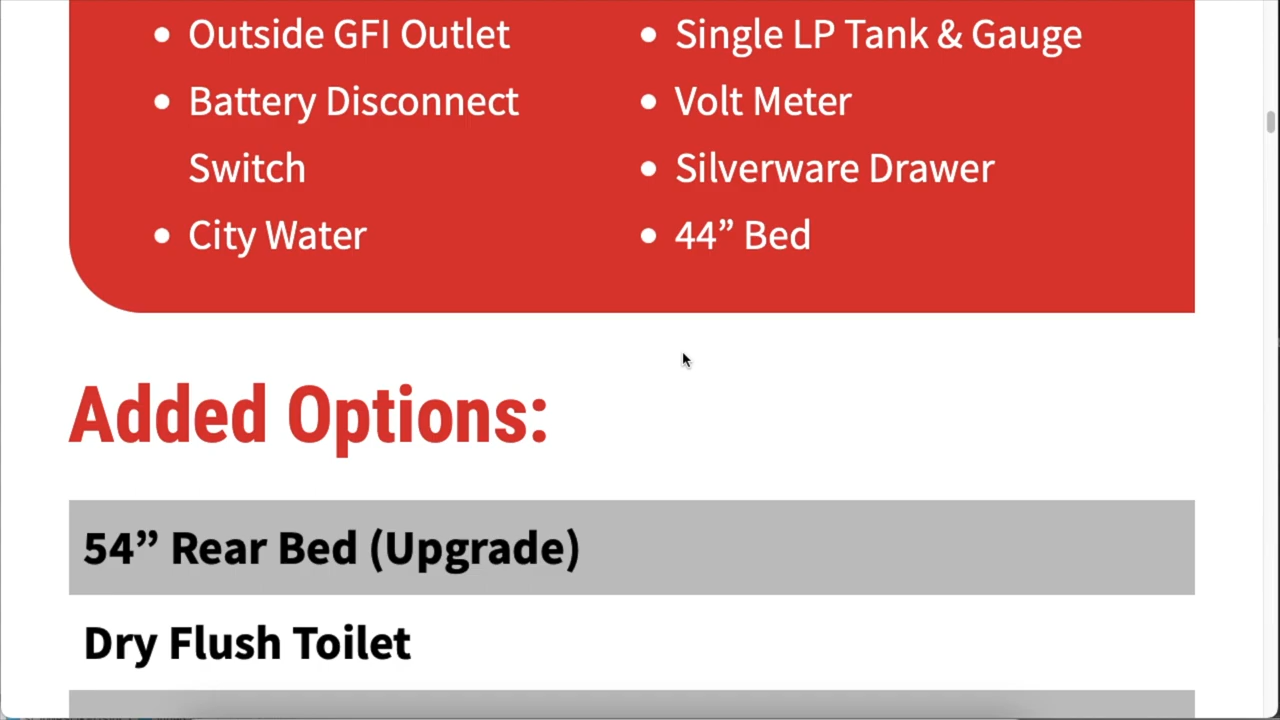 Outside GFI Outlet
Battery Disconnect
Switch
City Water
Single LP Tank & Gauge
Volt Meter
Silverware Drawer
44” Bed
Added Options:
54” Rear Bed (Upgrade)
Dry Flush Toilet